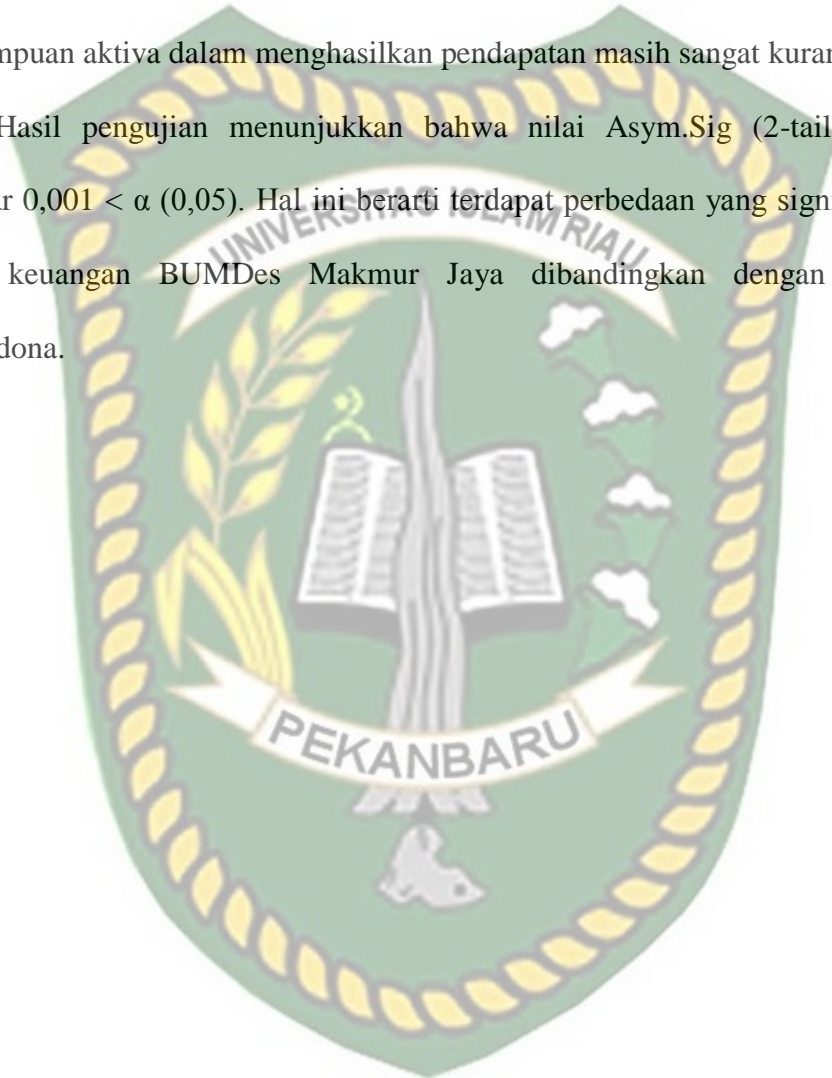 mpuan aktiva dalam menghasilkan pendapatan masih sangat kuran
Hasil pengujian menunjukkan bahwa nilai Asym.Sig (2-tail
r 0,001 < α (0,05). Hal ini berarti terdapat perbedaan yang sign
keuangan BUMDes Makmur Jaya dibandingkan dengan
dona.
UNIVERSITAS ISLAM RIAU
PEKANBARU